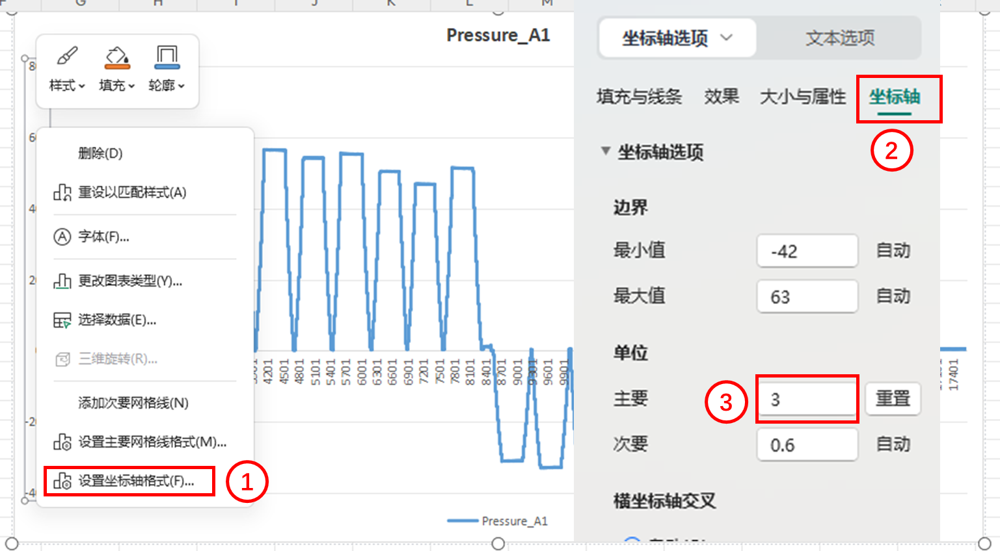 G
H
I
J
K
L
M
Pressure_A1
样式
填充
轮廓
删除(D)
重设以匹配样式(A)
字体(F)...
更改图表类型(Y)...
选择数据(E)...
三维旋转(R)...
添加次要网格线(N)
设置主要网格线格式(M)...
设置坐标轴格式(F)...
1
8
6
4
2
-2
-4
4201
4501
4801
5101
5401
5701
6001
6301
6601
6901
7201
7501
7801
8101
8401
8701
9001
9301
9601
9901
17401
Pressure_A1
坐标轴选项
文本选项
填充与线条
效果
大小与属性
坐标轴
2
坐标轴选项
边界
最小值
-42
自动
最大值
63
自动
单位
主要
3
3
重置
次要
0.6
自动
横坐标轴交叉